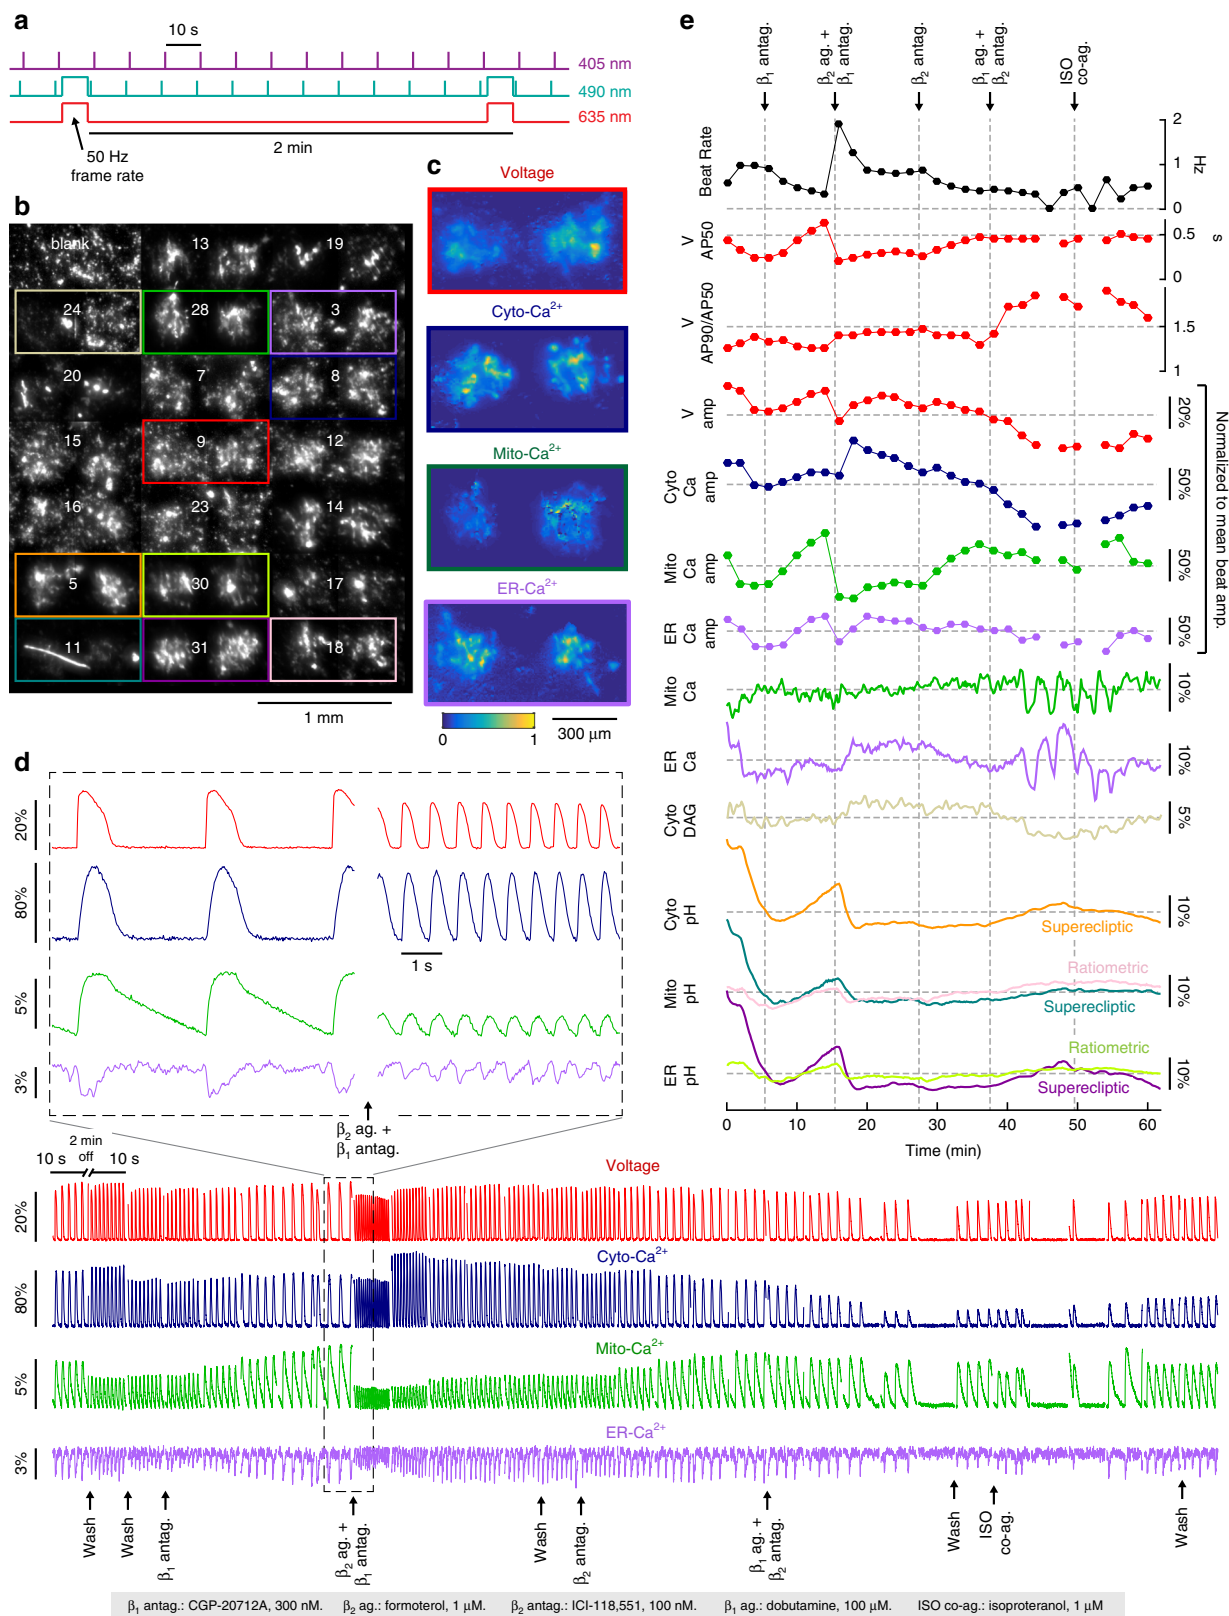 a
10 s
405 nm
490 nm
635 nm
50 Hz
frame rate
2 min
b
blank
13
19
24
28
3
20
7
8
15
9
12
16
23
14
5
30
17
11
31
18
1 mm
c
Voltage
Cyto-Ca²⁺
Mito-Ca²⁺
ER-Ca²⁺
0
1
300 µm
d
20%
80%
1 s
5%
3%
β₂ ag. +
β₁ antag.
10 s
2 min
off
10 s
Voltage
20%
Cyto-Ca²⁺
80%
Mito-Ca²⁺
5%
ER-Ca²⁺
3%
Wash
Wash
β₁ antag.
β₂ ag. +
β₁ antag.
Wash
β₂ antag.
β₁ ag. +
β₂ antag.
Wash
ISO
co-ag.
Wash
e
β₁ antag.
β₂ ag. +
β₁ antag.
β₂ antag.
β₁ ag. +
β₂ antag.
ISO
co-ag.
Beat Rate
2
1
0
Hz
V
AP50
0.5
0
s
V
AP90/AP50
1.5
1
V
amp
20%
Cyto
Ca
amp
50%
Mito
Ca
amp
50%
ER
Ca
amp
50%
Normalized to mean beat amp.
Mito
Ca
10%
ER
Ca
10%
Cyto
DAG
5%
Cyto
pH
10%
Superecliptic
Mito
pH
Ratiometric
10%
Superecliptic
ER
pH
Ratiometric
10%
Superecliptic
0
10
20
30
40
50
60
Time (min)
β₁ antag.: CGP-20712A, 300 nM. β₂ ag.: formoterol, 1 µM. β₂ antag.: ICI-118,551, 100 nM. β₁ ag.: dobutamine, 100 µM. ISO co-ag.: isoproteranol, 1 µM